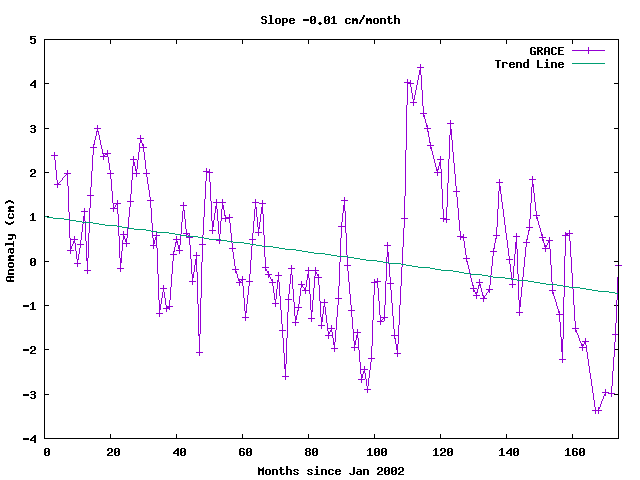 Slope -0.01 cm/month
GRACE
Trend Line
5
4
3
2
1
0
-1
-2
-3
-4
Anomaly (cm)
0 20 40 60 80 100 120 140 160
Months since Jan 2002